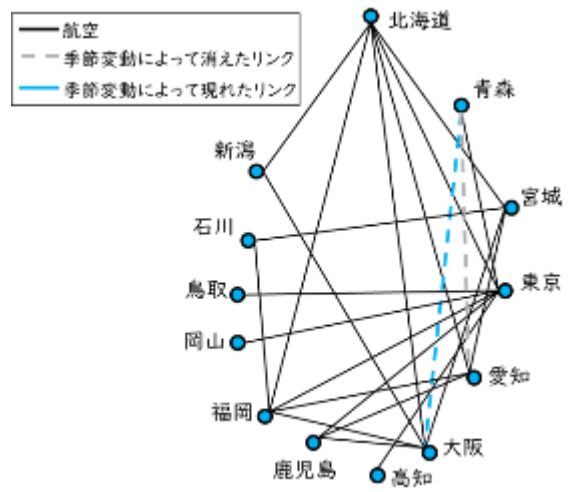 航空
季節変動によって消えたリンク
季節変動によって現れたリンク
北海道
青森
新潟
宮城
石川
東京
鳥取
岡山
愛知
福岡
大阪
鹿児島
高知